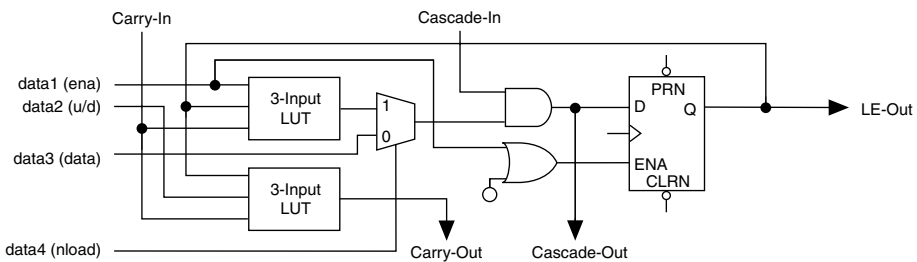 Carry-In
Cascade-In
data1 (ena)
data2 (u/d)
3-Input
LUT
1
0
PRN
D
Q
LE-Out
data3 (data)
ENA
CLRN
3-Input
LUT
data4 (nload)
Carry-Out
Cascade-Out